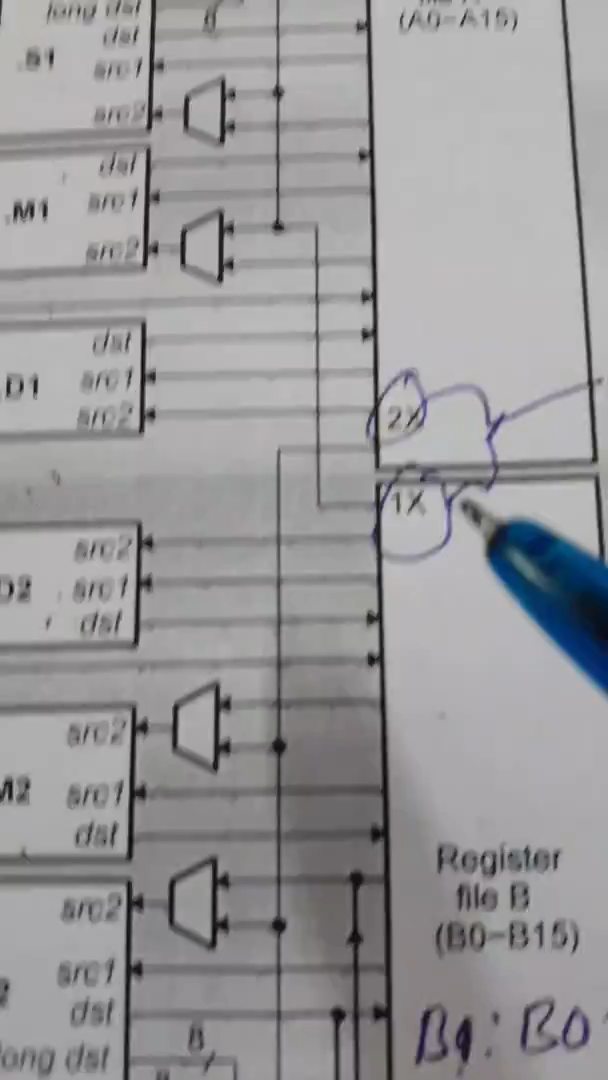 long dst
dst
.S1
src1
src2
(A0-A15)
dst
.M1
src1
src2
dst
.D1
src1
src2
2X
1X
src2
D2
src1
dst
src2
M2
src1
dst
Register
file B
(B0-B15)
src2
src1
dst
long dst
8